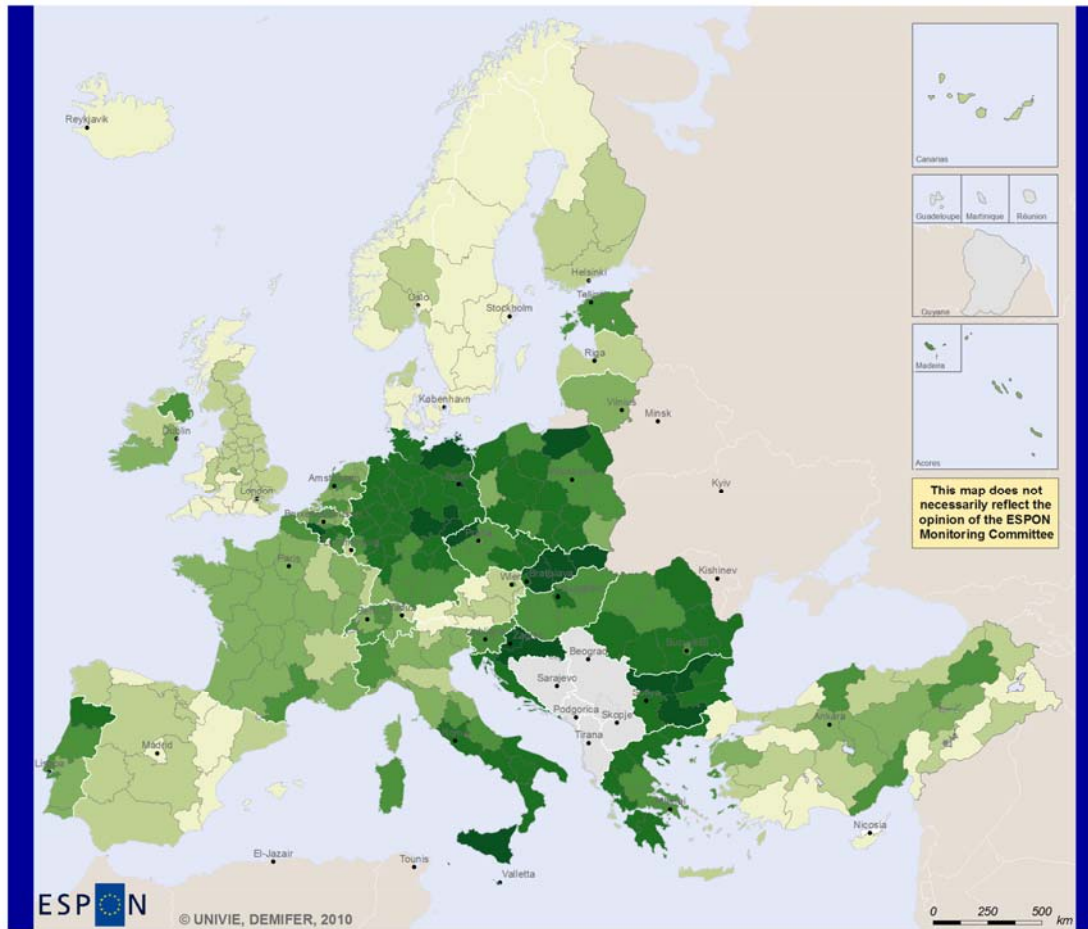 Reykjavik
Canarias
Guadeloupe
Martinique
Réunion
Guyane
Madeira
Acores
This map does not
necessarily reflect the
opinion of the ESPON
Monitoring Committee
Oslo
Helsinki
Stockholm
Riga
København
Vilnius
Minsk
Dublin
London
Kyiv
Paris
Kishinev
Wien
Bratislava
Beograd
Sarajevo
Podgorica
Skopje
Tirana
Ankara
Madrid
Nicosia
El-Jazair
Tounis
Valletta
ESPON
© UNIVIE, DEMIFER, 2010
0 250 500
km